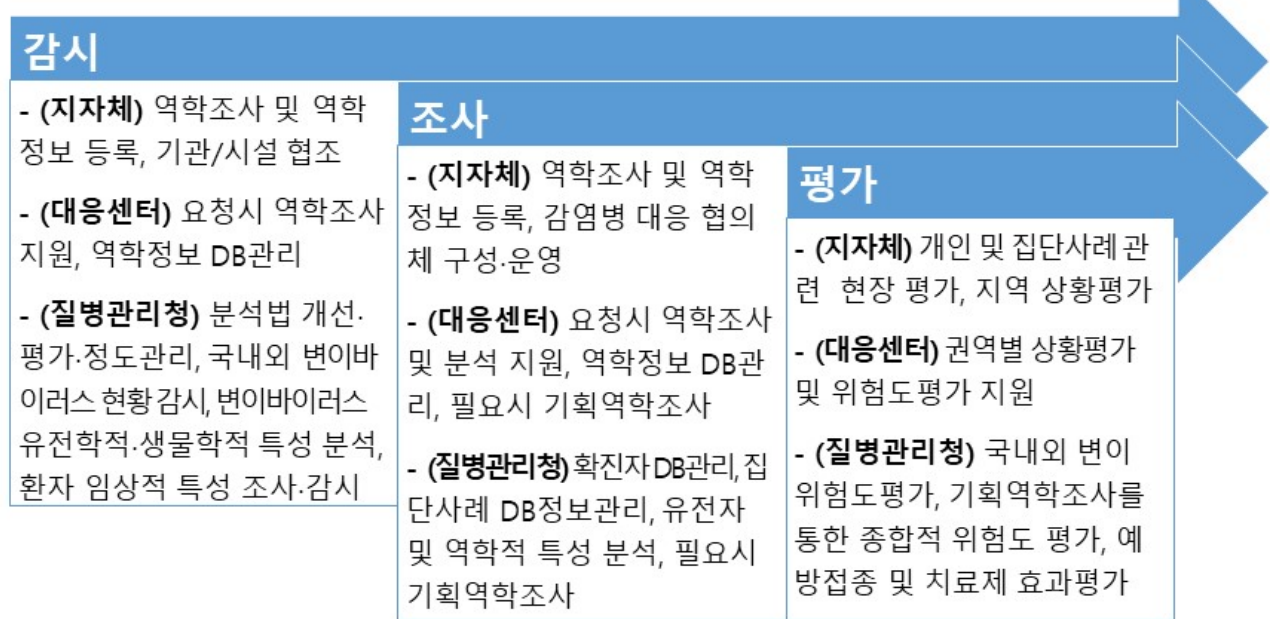 감시
- (지자체) 역학조사 및 역학
정보 등록, 기관/시설 협조
- (대응센터) 요청시 역학조사
지원, 역학정보 DB관리
- (질병관리청) 분석법 개선·
평가·정도관리, 국내외 변이바
이러스 현황 감시, 변이바이러스
유전학적·생물학적 특성 분석,
환자 임상적 특성 조사·감시
조사
- (지자체) 역학조사 및 역학
정보 등록, 감염병 대응 협의
체 구성·운영
- (대응센터) 요청시 역학조사
및 분석 지원, 역학정보 DB관
리, 필요시 기획역학조사
- (질병관리청) 확진자 DB관리, 집
단사례 DB정보관리, 유전자
및 역학적 특성 분석, 필요시
기획역학조사
평가
- (지자체) 개인 및 집단사례 관
련 현장 평가, 지역 상황평가
- (대응센터) 권역별 상황평가
및 위험도평가 지원
- (질병관리청) 국내외 변이
위험도평가, 기획역학조사를
통한 종합적 위험도 평가, 예
방접종 및 치료제 효과평가